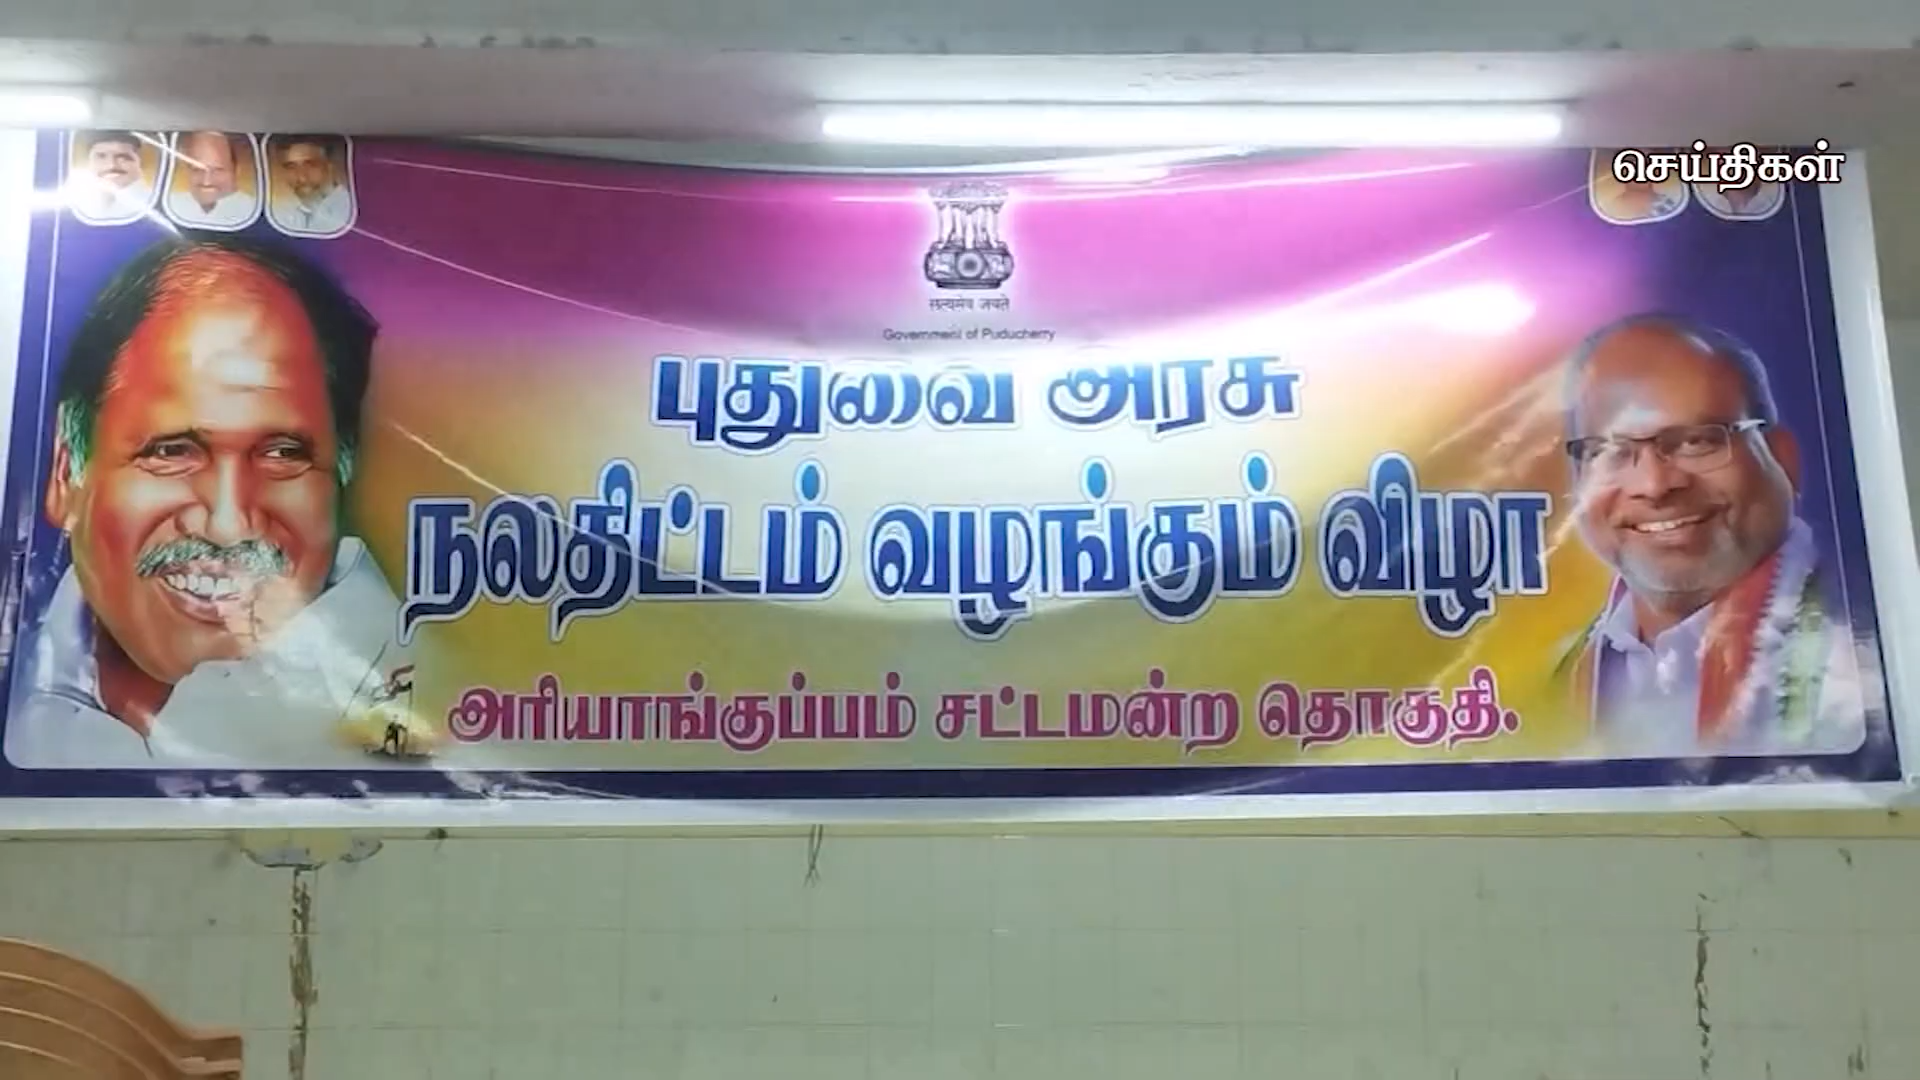 செய்திகள்
सत्यमेव जयते
Government of Puducherry
புதுவை அரசு
நலதிட்டம் வழங்கும் விழா
அரியாங்குப்பம் சட்டமன்ற தொகுதி.